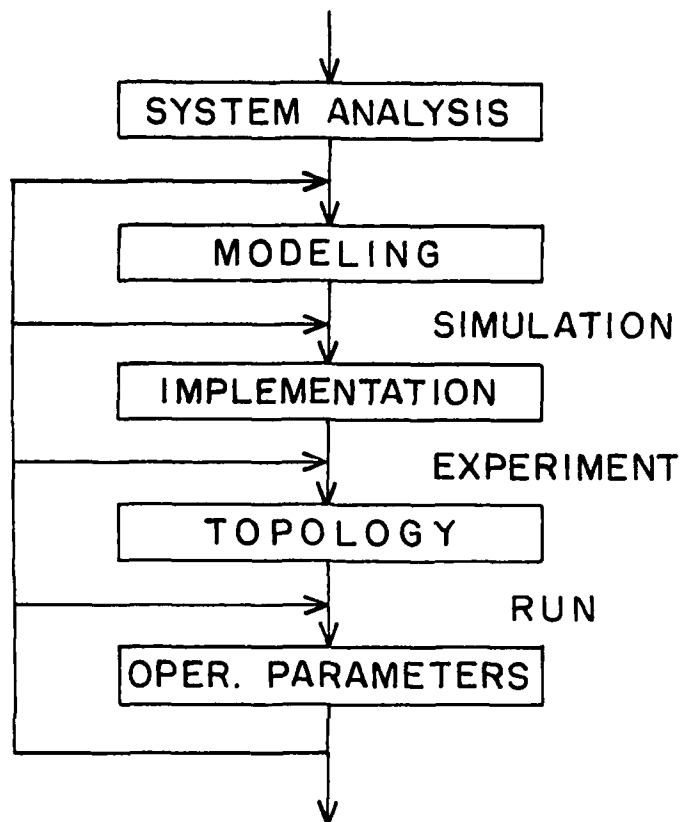 SYSTEM ANALYSIS
MODELING
SIMULATION
IMPLEMENTATION
EXPERIMENT
TOPOLOGY
RUN
OPER. PARAMETERS